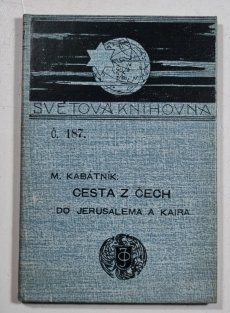 SVĚTOVÁ KNIHOVNA
Č. 187.
M. KABÁTNÍK:
CESTA Z ČECH
DO JERUSALEMA A KAIRA